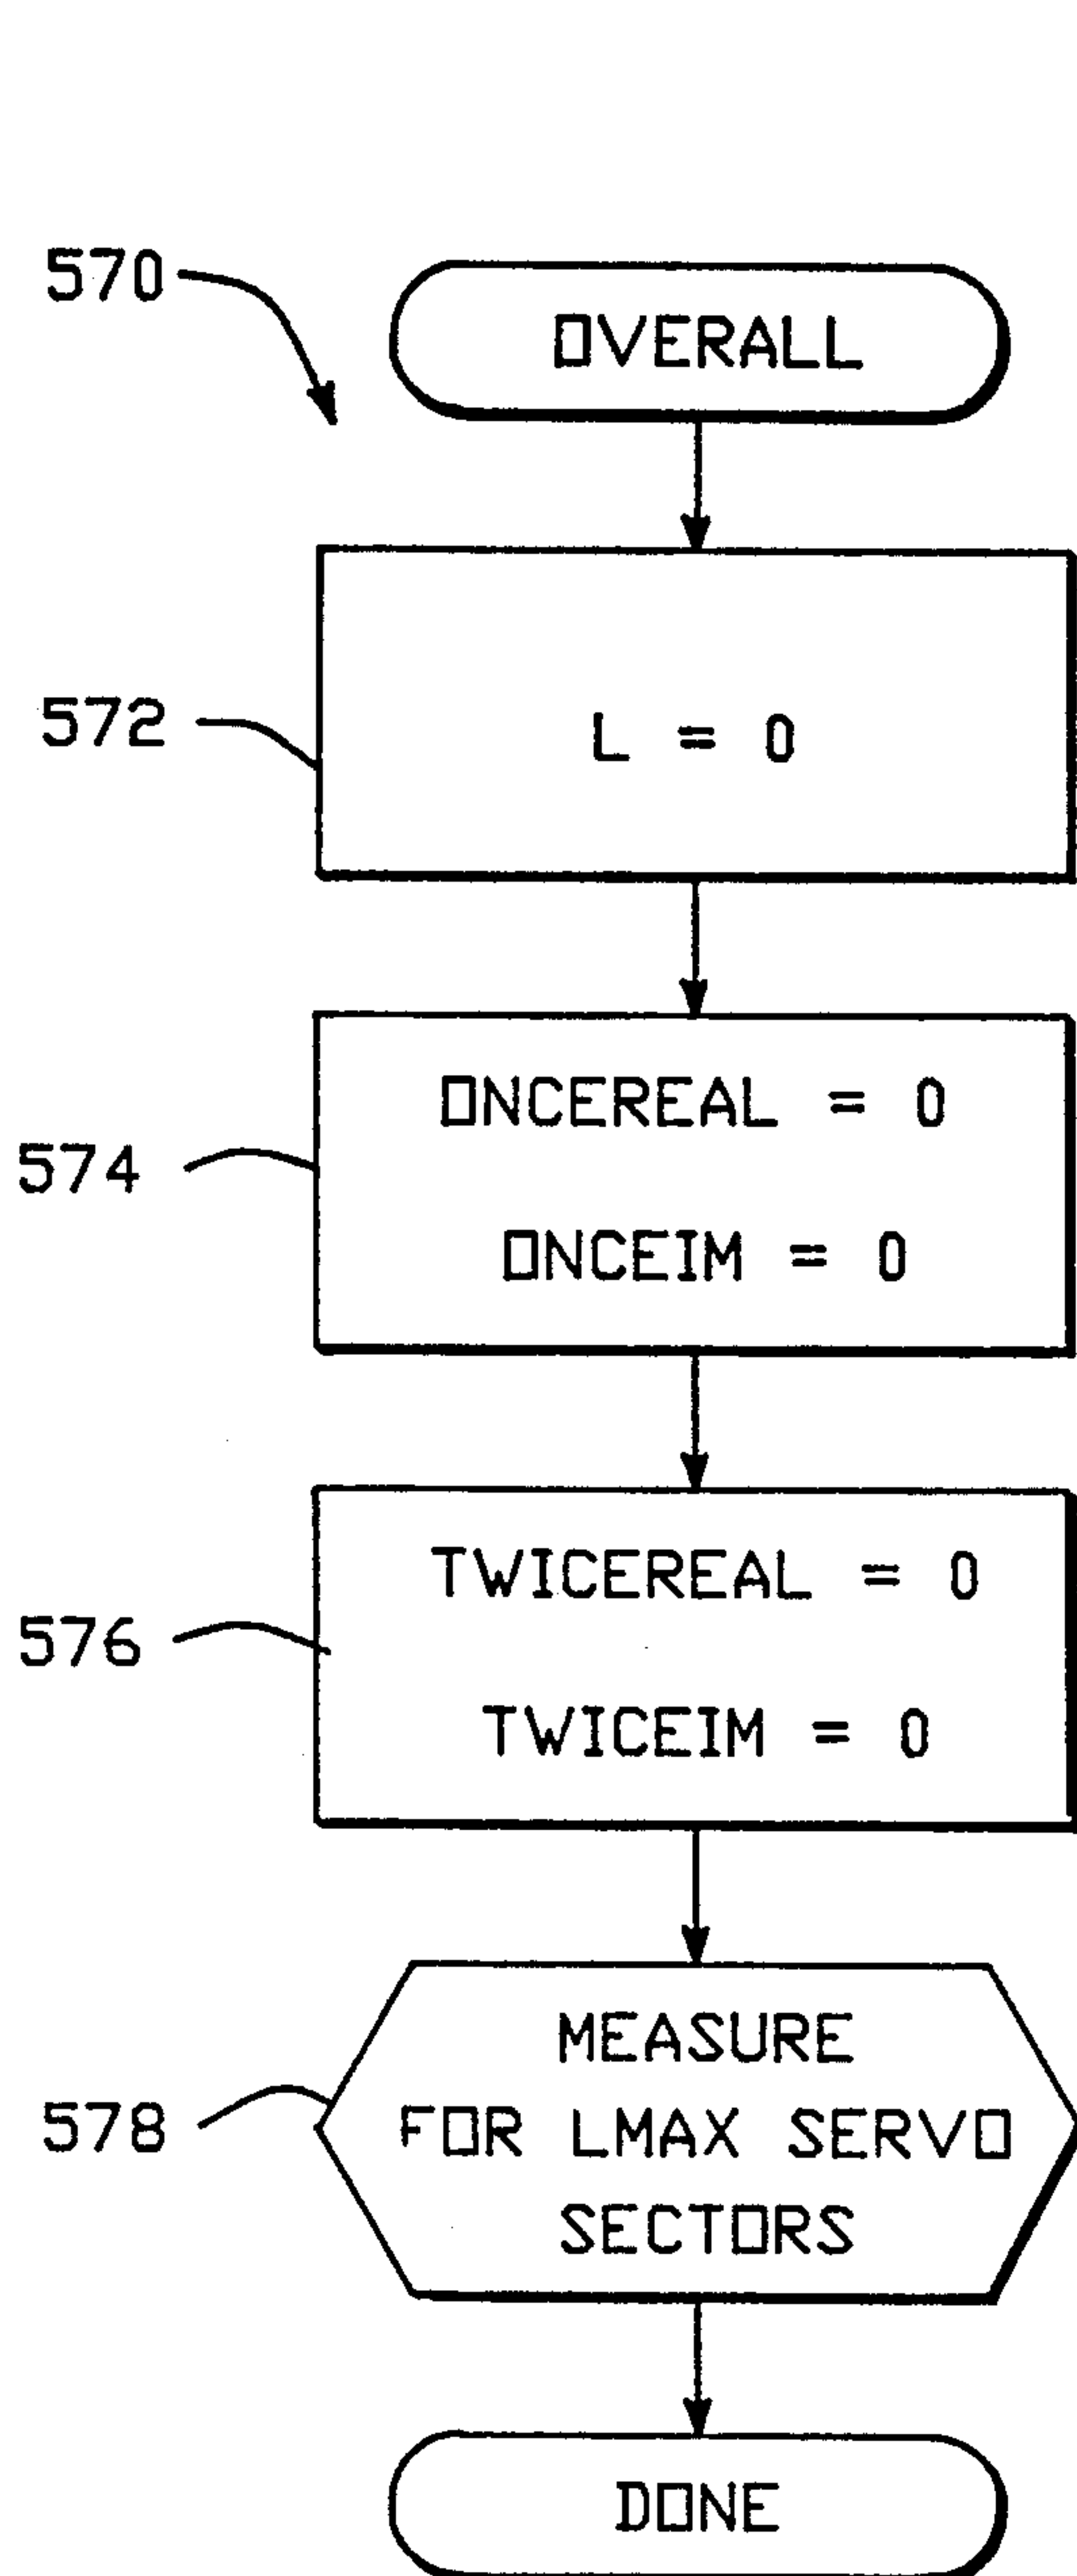 570
OVERALL
572
L = 0
574
ONCEREAL = 0
ONCEIM = 0
576
TWICEREAL = 0
TWICEIM = 0
578
MEASURE
FOR LMAX SERVO
SECTORS
DONE